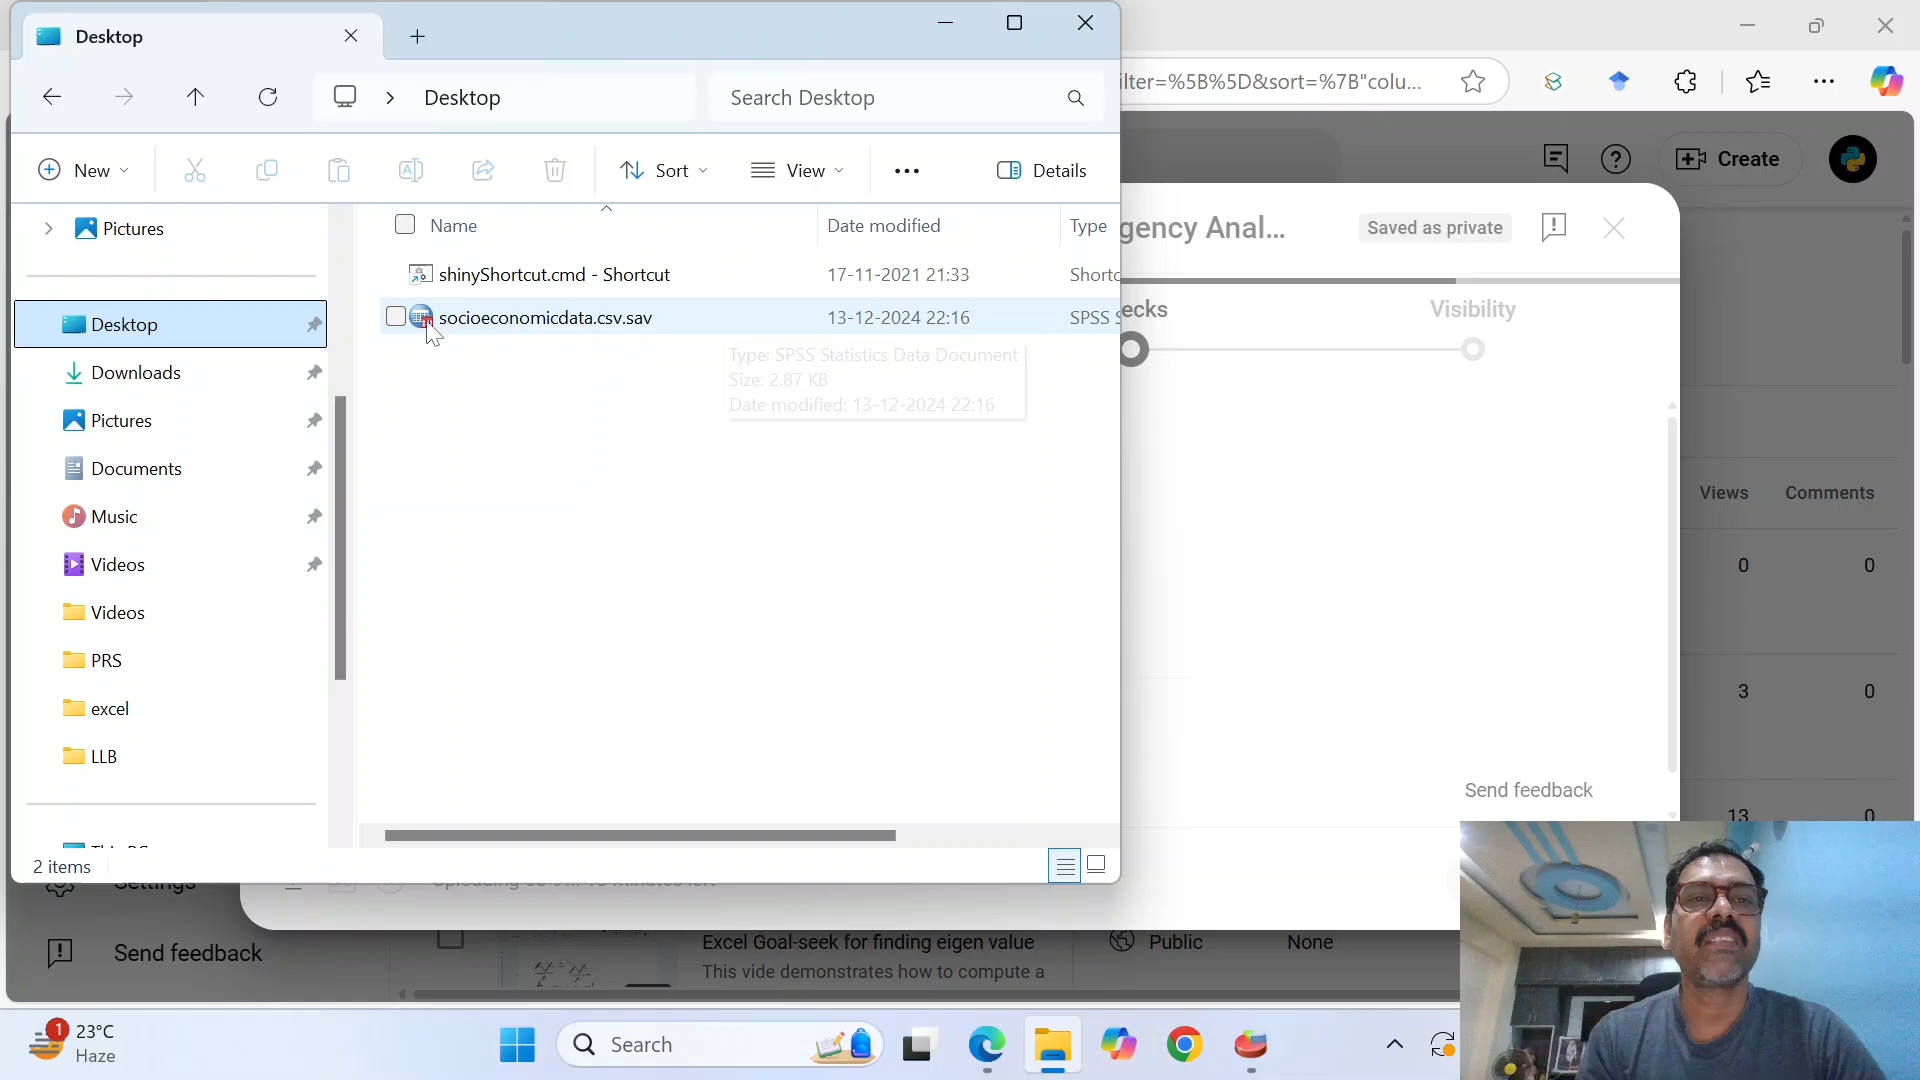 Desktop
Desktop
Search Desktop
ilter=%5B%5D&sort=%7B"colu...
New
Sort
View
Details
Create
Pictures
Name
Date modified
Type
gency Anal...
Saved as private
shinyShortcut.cmd - Shortcut
17-11-2021 21:33
Shortc
socioeconomicdata.csv.sav
13-12-2024 22:16
SPSS S
Type: SPSS Statistics Data Document
Size: 2.87 KB
Date modified: 13-12-2024 22:16
ecks
Visibility
Desktop
Downloads
Pictures
Documents
Music
Videos
Videos
PRS
excel
LLB
2 items
Views
Comments
0
0
3
0
13
0
Send feedback
Settings
Send feedback
Excel Goal-seek for finding eigen value
This vide demonstrates how to compute a
Public
None
1
23°C
Haze
Search